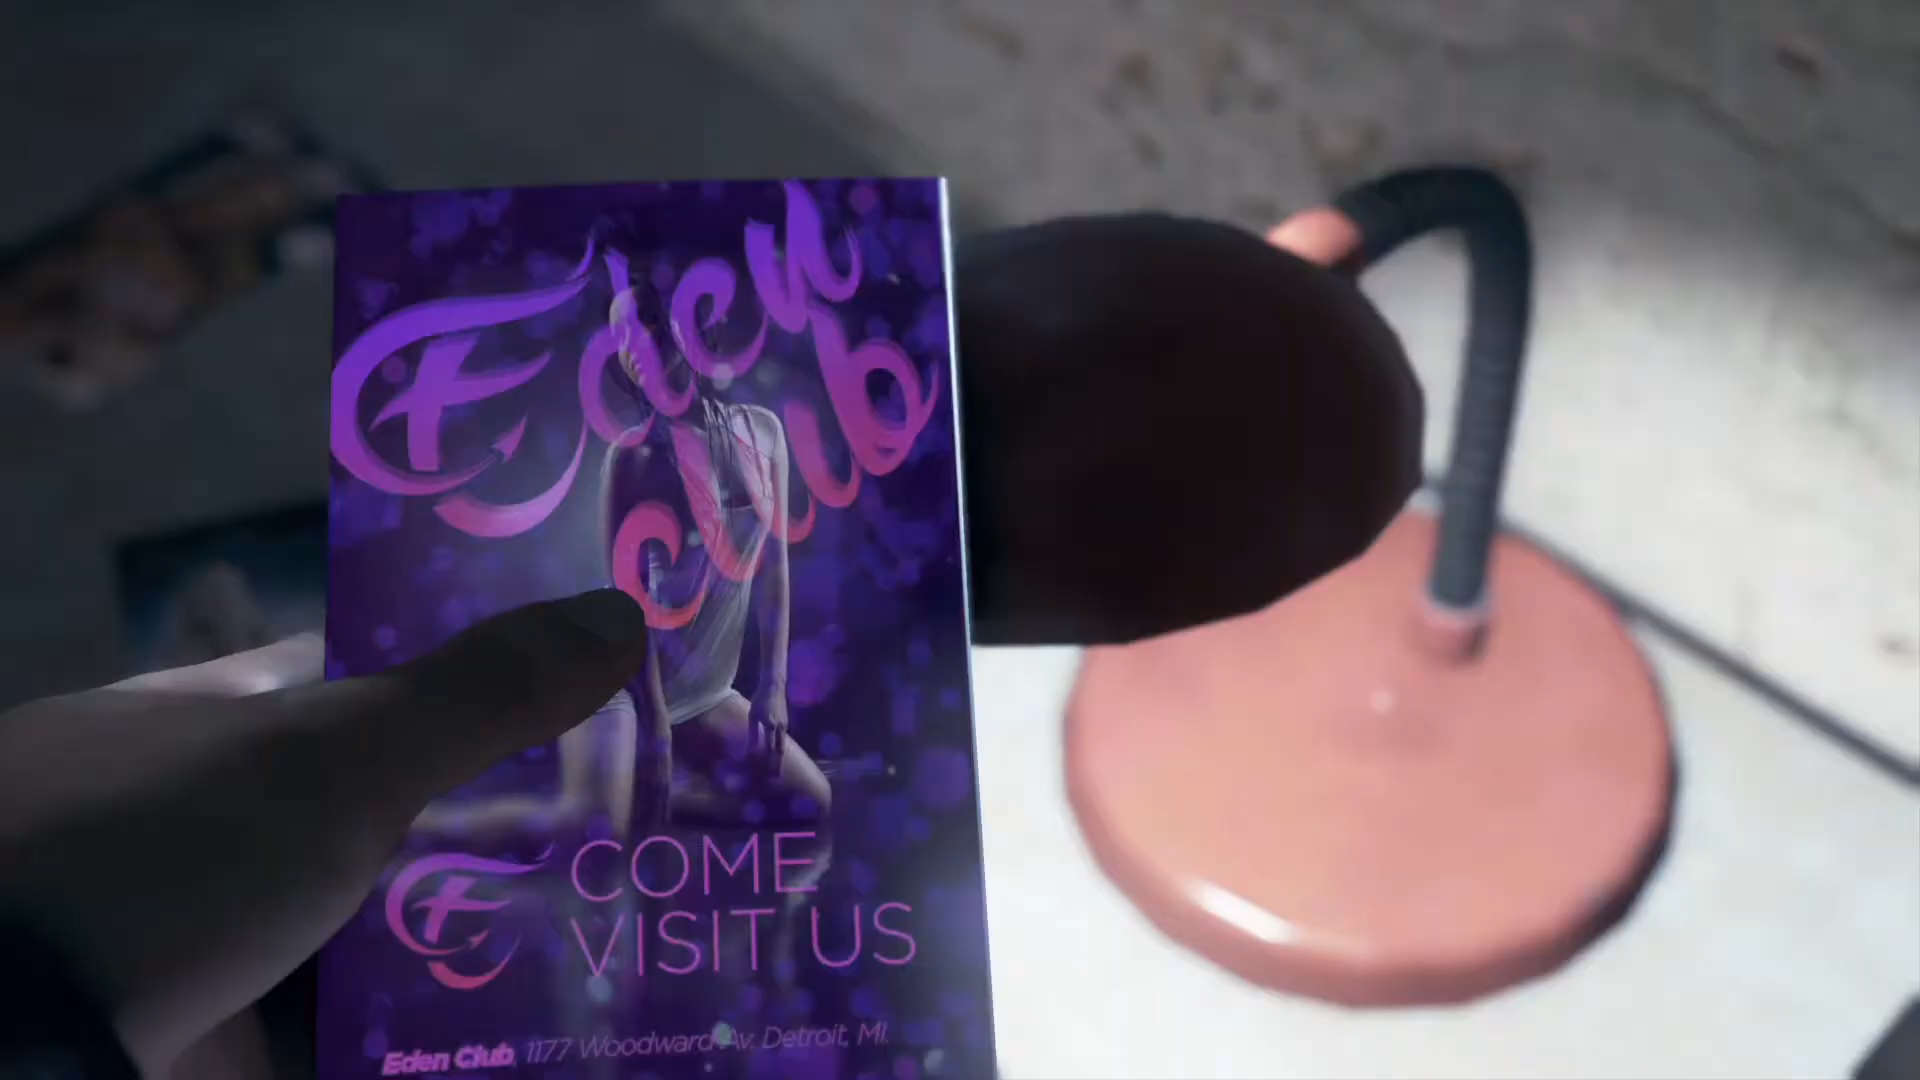 Eden
club
COME
VISIT US
Eden Club, 1177 Woodward Av. Detroit, MI.